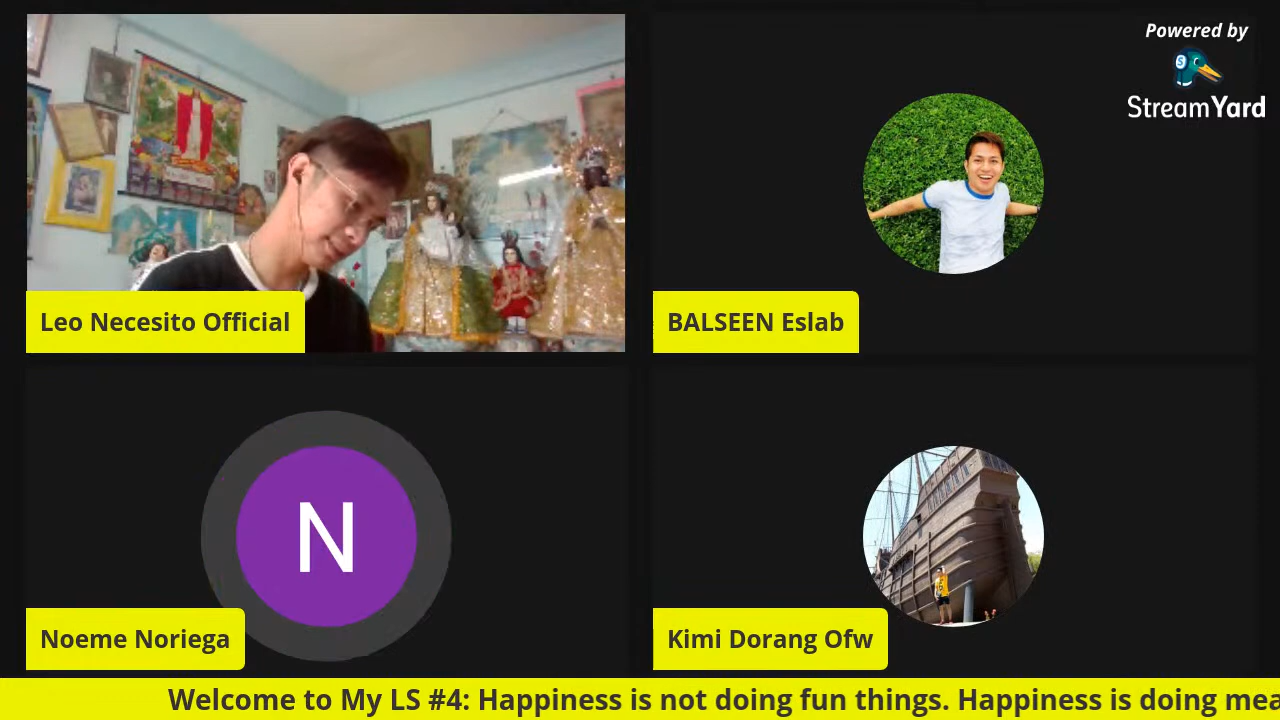 Powered by
StreamYard
Leo Necesito Official
BALSEEN Eslab
N
Noeme Noriega
Kimi Dorang Ofw
Welcome to My LS #4: Happiness is not doing fun things. Happiness is doing mea